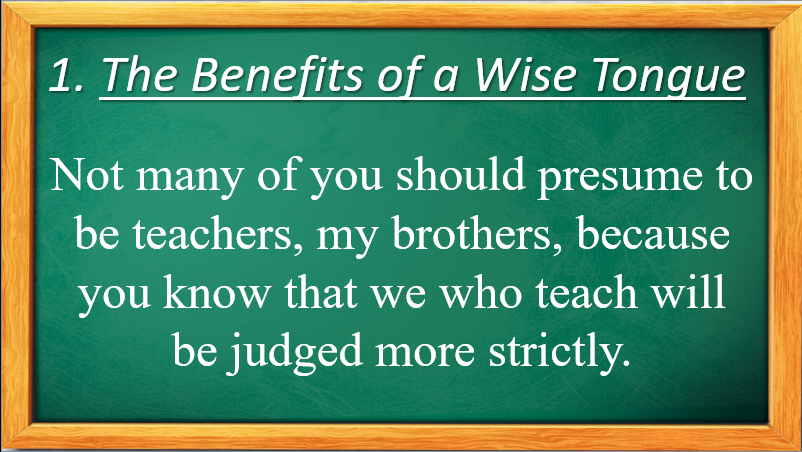 1. The Benefits of a Wise Tongue
Not many of you should presume to
be teachers, my brothers, because
you know that we who teach will
be judged more strictly.